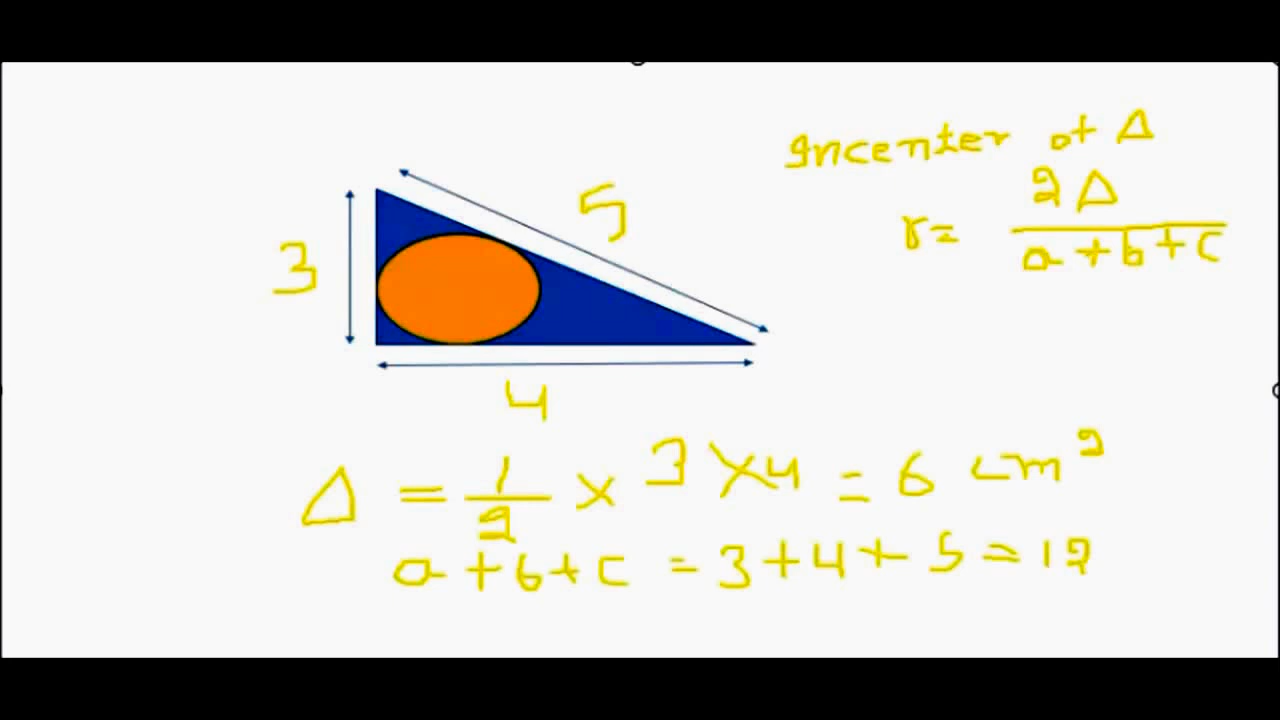 Incenter of Δ
r = 2Δ / a+b+c
3
5
4
Δ = 1/2 × 3 × 4 = 6 cm²
a+b+c = 3+4+5 = 12